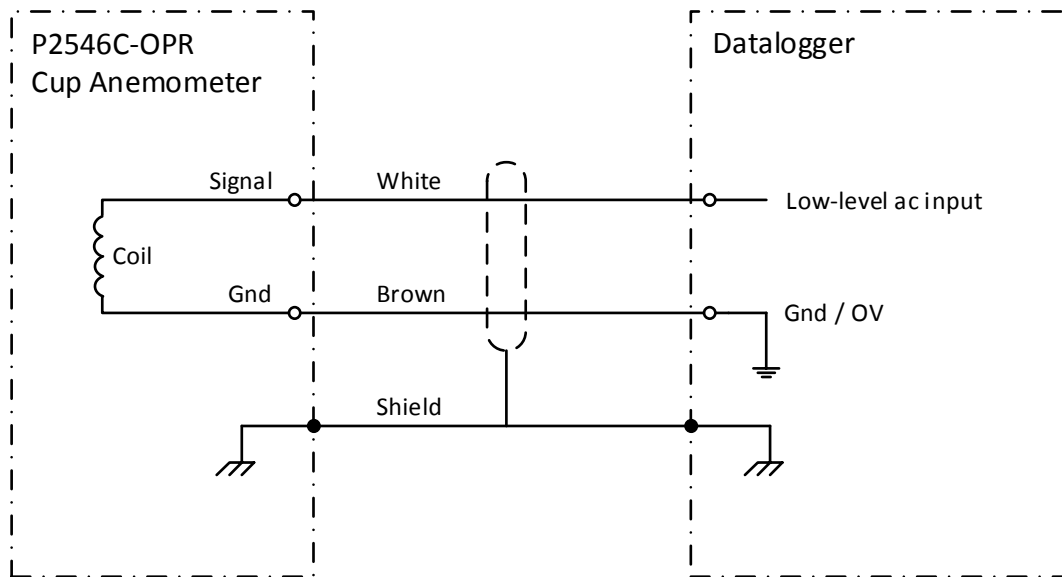 P2546C-OPR
Cup Anemometer
Datalogger
Signal
White
Low-level ac input
Coil
Gnd
Brown
Gnd / OV
Shield